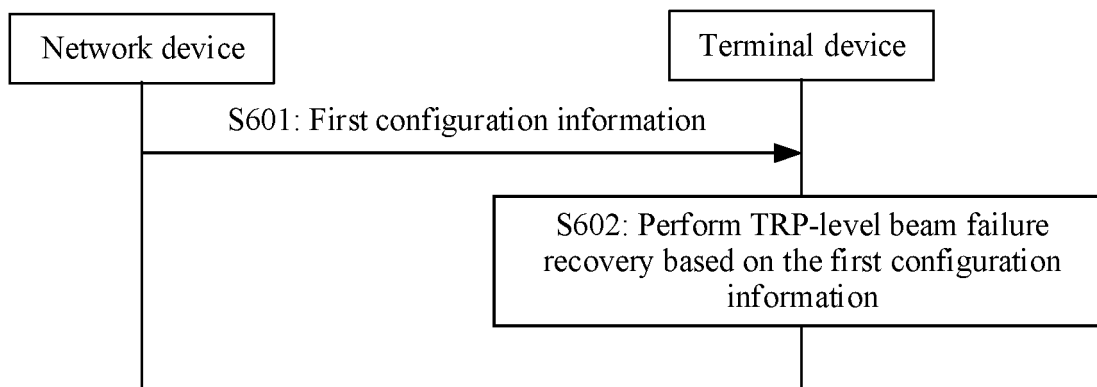 Network device
Terminal device
S601: First configuration information
S602: Perform TRP-level beam failure
recovery based on the first configuration
information